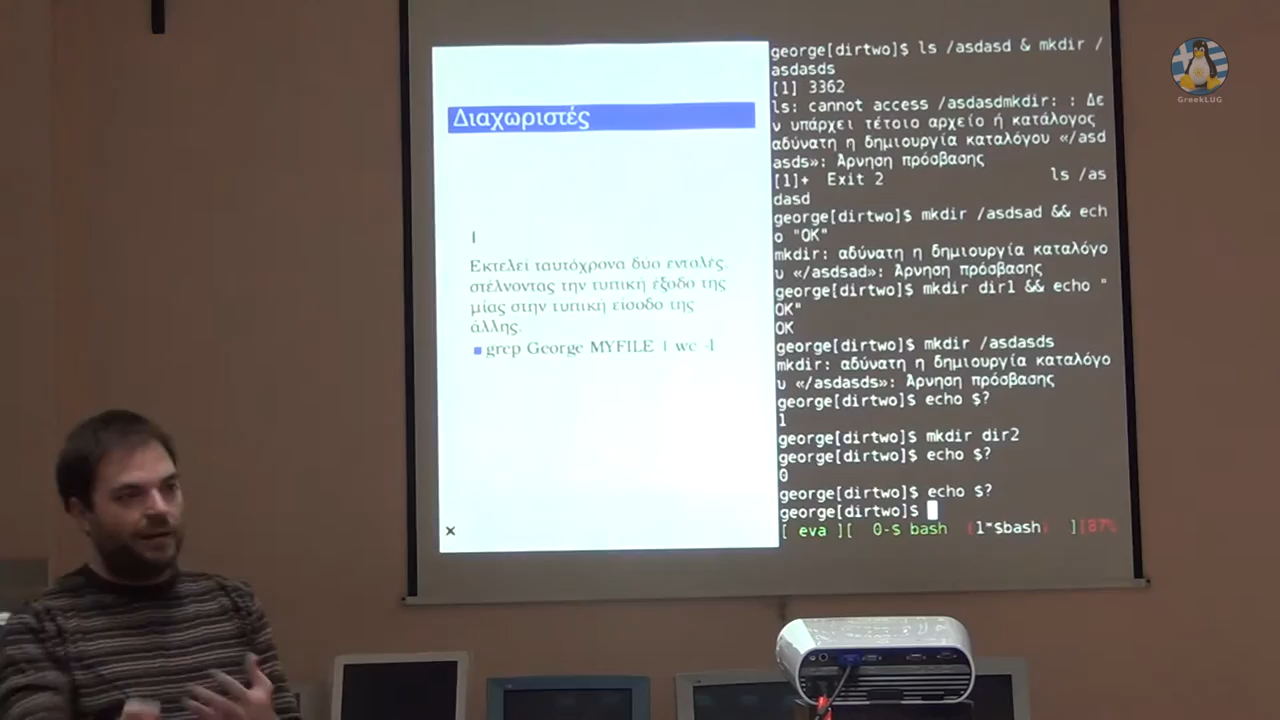 Διαχωριστές
|
Εκτελεί ταυτόχρονα δύο εντολές,
στέλνοντας την τυπική έξοδο της
μίας στην τυπική είσοδο της
άλλης.
grep George MYFILE | wc -l
george[dirtwo]$ ls /asdasd & mkdir /
asdasds
[1] 3362
ls: cannot access /asdasdmkdir: : Δε
ν υπάρχει τέτοιο αρχείο ή κατάλογος
αδύνατη η δημιουργία καταλόγου «/asd
asds»: Άρνηση πρόσβασης
[1]+  Exit 2                 ls /as
dasd
george[dirtwo]$ mkdir /asdsad && ech
o "OK"
mkdir: αδύνατη η δημιουργία καταλόγο
υ «/asdsad»: Άρνηση πρόσβασης
george[dirtwo]$ mkdir dir1 && echo "
OK"
OK
george[dirtwo]$ mkdir /asdasds
mkdir: αδύνατη η δημιουργία καταλόγο
υ «/asdasds»: Άρνηση πρόσβασης
george[dirtwo]$ echo $?
1
george[dirtwo]$ mkdir dir2
george[dirtwo]$ echo $?
0
george[dirtwo]$ echo $?
george[dirtwo]$
[ eva ][ 0-$ bash (1*$bash) ][87%
GreekLUG